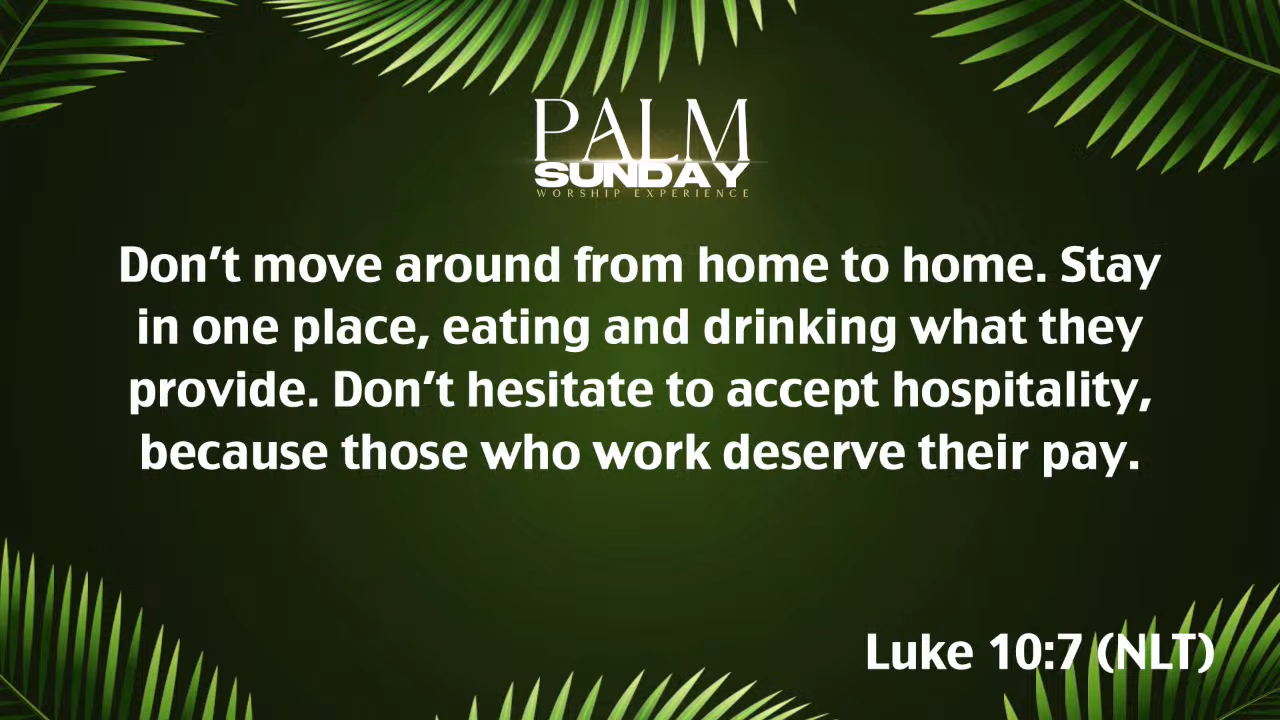 PALM
SUNDAY
WORSHIP EXPERIENCE
Don’t move around from home to home. Stay
in one place, eating and drinking what they
provide. Don’t hesitate to accept hospitality,
because those who work deserve their pay.
Luke 10:7 (NLT)